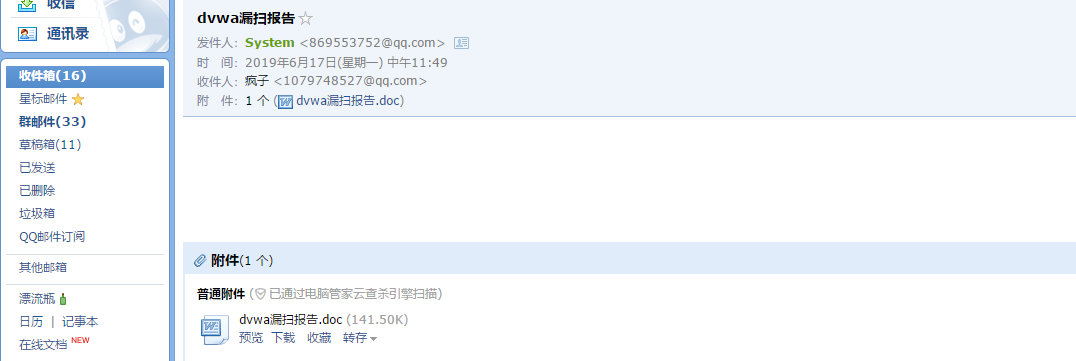 收信
通讯录
收件箱(16)
星标邮件
群邮件(33)
草稿箱(11)
已发送
已删除
垃圾箱
QQ邮件订阅
其他邮箱
漂流瓶
日历 | 记事本
在线文档 NEW
dvwa漏扫报告
发件人: System <869553752@qq.com>
时 间: 2019年6月17日(星期一) 中午11:49
收件人: 疯子 <1079748527@qq.com>
附 件: 1 个 (dvwa漏扫报告.doc)
附件(1 个)
普通附件 (已通过电脑管家云查杀引擎扫描)
dvwa漏扫报告.doc (141.50K)
预览 下载 收藏 转存